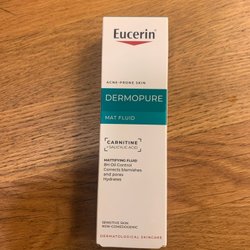 Eucerin
ACNE-PRONE SKIN
DERMOPURE
MAT FLUID
CARNITINE
+ SALICYLIC ACID
MATTIFYING FLUID
8H Oil Control
Corrects blemishes
and pores
Hydrates
SENSITIVE SKIN
NON-COMEDOGENIC
DERMATOLOGICAL SKINCARE